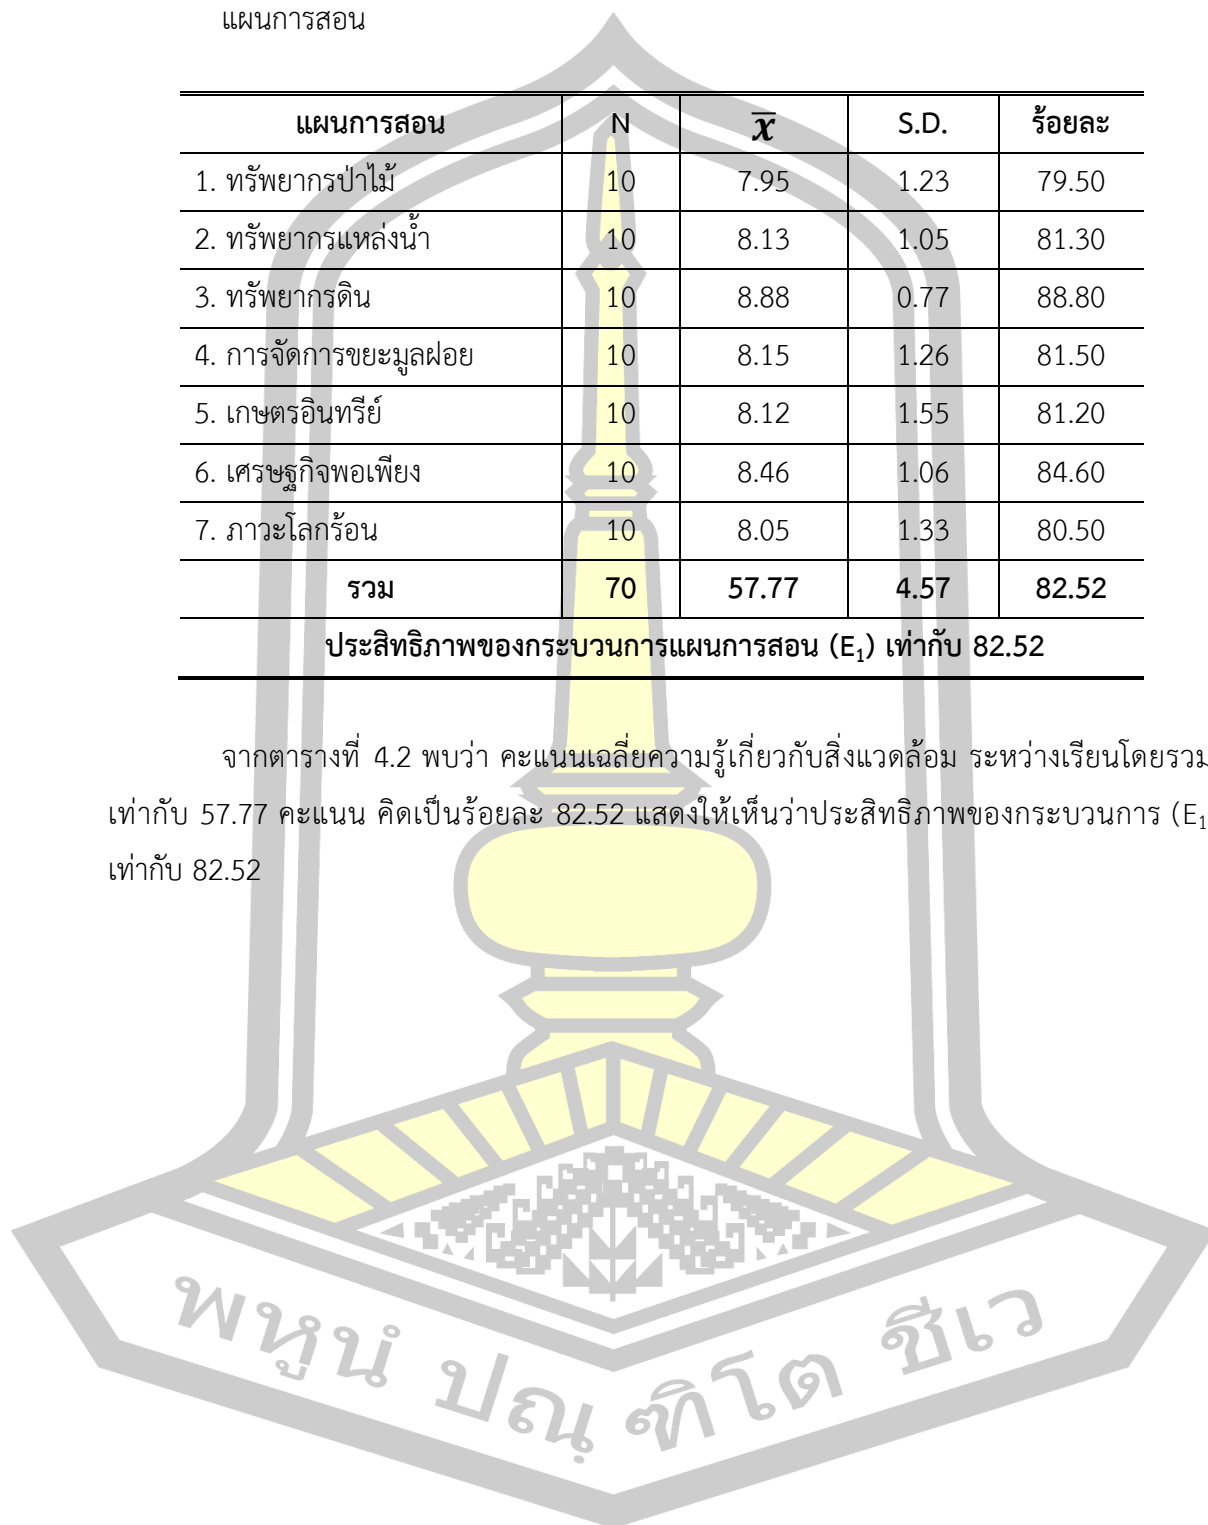 แผนการสอน
แผนการสอน N x̄ S.D. ร้อยละ
1. ทรัพยากรป่าไม้ 10 7.95 1.23 79.50
2. ทรัพยากรแหล่งน้ำ 10 8.13 1.05 81.30
3. ทรัพยากรดิน 10 8.88 0.77 88.80
4. การจัดการขยะมูลฝอย 10 8.15 1.26 81.50
5. เกษตรอินทรีย์ 10 8.12 1.55 81.20
6. เศรษฐกิจพอเพียง 10 8.46 1.06 84.60
7. ภาวะโลกร้อน 10 8.05 1.33 80.50
รวม 70 57.77 4.57 82.52
ประสิทธิภาพของกระบวนการแผนการสอน (E₁) เท่ากับ 82.52
จากตารางที่ 4.2 พบว่า คะแนนเฉลี่ยความรู้เกี่ยวกับสิ่งแวดล้อม ระหว่างเรียนโดยรวม
เท่ากับ 57.77 คะแนน คิดเป็นร้อยละ 82.52 แสดงให้เห็นว่าประสิทธิภาพของกระบวนการ (E₁
เท่ากับ 82.52
พหูนํ ปณฺฑิโต ชีเว